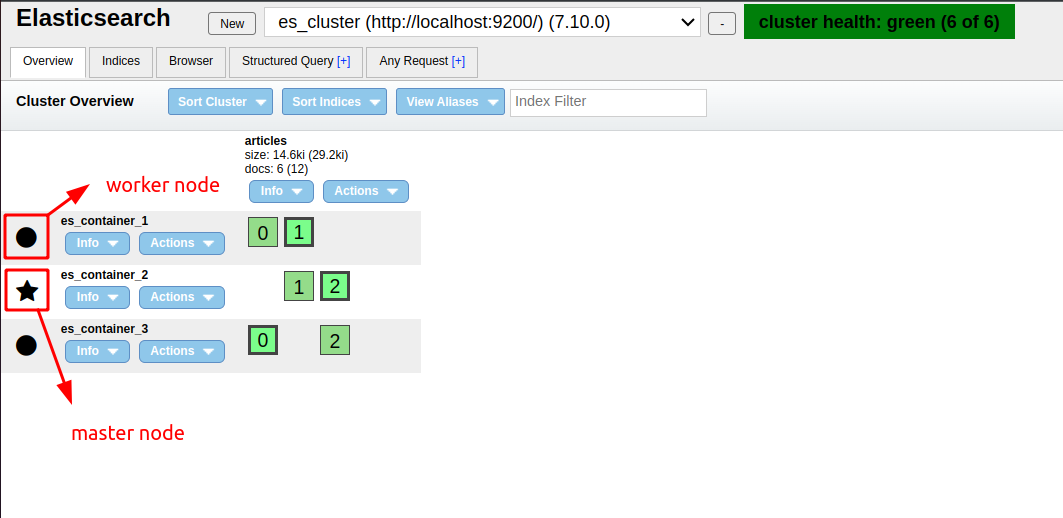 Elasticsearch
New
es_cluster (http://localhost:9200/) (7.10.0)
-
cluster health: green (6 of 6)
Overview
Indices
Browser
Structured Query [+]
Any Request [+]
Cluster Overview
Sort Cluster
Sort Indices
View Aliases
Index Filter
articles
size: 14.6ki (29.2ki)
docs: 6 (12)
Info
Actions
worker node
es_container_1
Info
Actions
0
1
es_container_2
Info
Actions
1
2
es_container_3
Info
Actions
0
2
master node